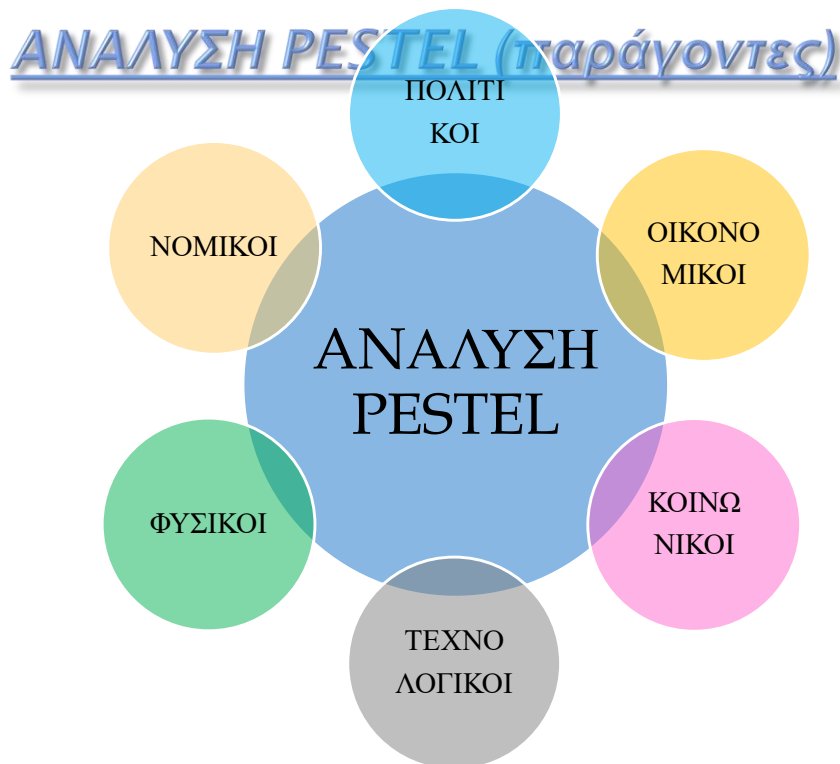 ΑΝΑΛΥΣΗ PESTEL (παράγοντες)
ΠΟΛΙΤΙ
ΚΟΙ
ΟΙΚΟΝΟ
ΜΙΚΟΙ
ΚΟΙΝΩ
ΝΙΚΟΙ
ΤΕΧΝΟ
ΛΟΓΙΚΟΙ
ΦΥΣΙΚΟΙ
ΝΟΜΙΚΟΙ
ΑΝΑΛΥΣΗ
PESTEL